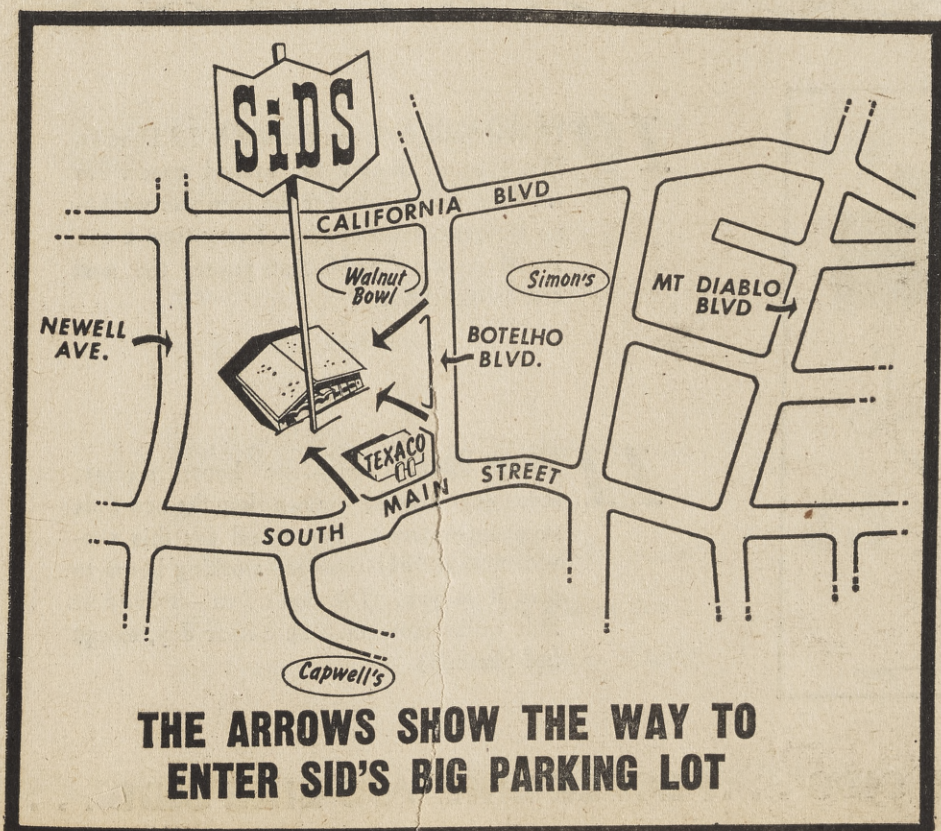 SiDS
CALIFORNIA BLVD
Walnut
Bowl
Simon's
MT DIABLO
BLVD
NEWELL
AVE.
BOTELHO
BLVD.
TEXACO
SOUTH MAIN STREET
Capwell's
THE ARROWS SHOW THE WAY TO
ENTER SID'S BIG PARKING LOT